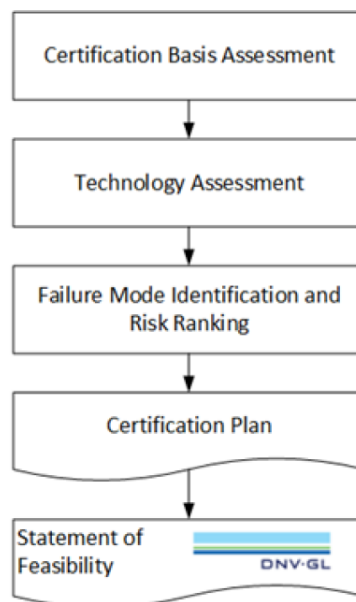 Certification Basis Assessment
Technology Assessment
Failure Mode Identification and
Risk Ranking
Certification Plan
Statement of
Feasibility
DNV·GL